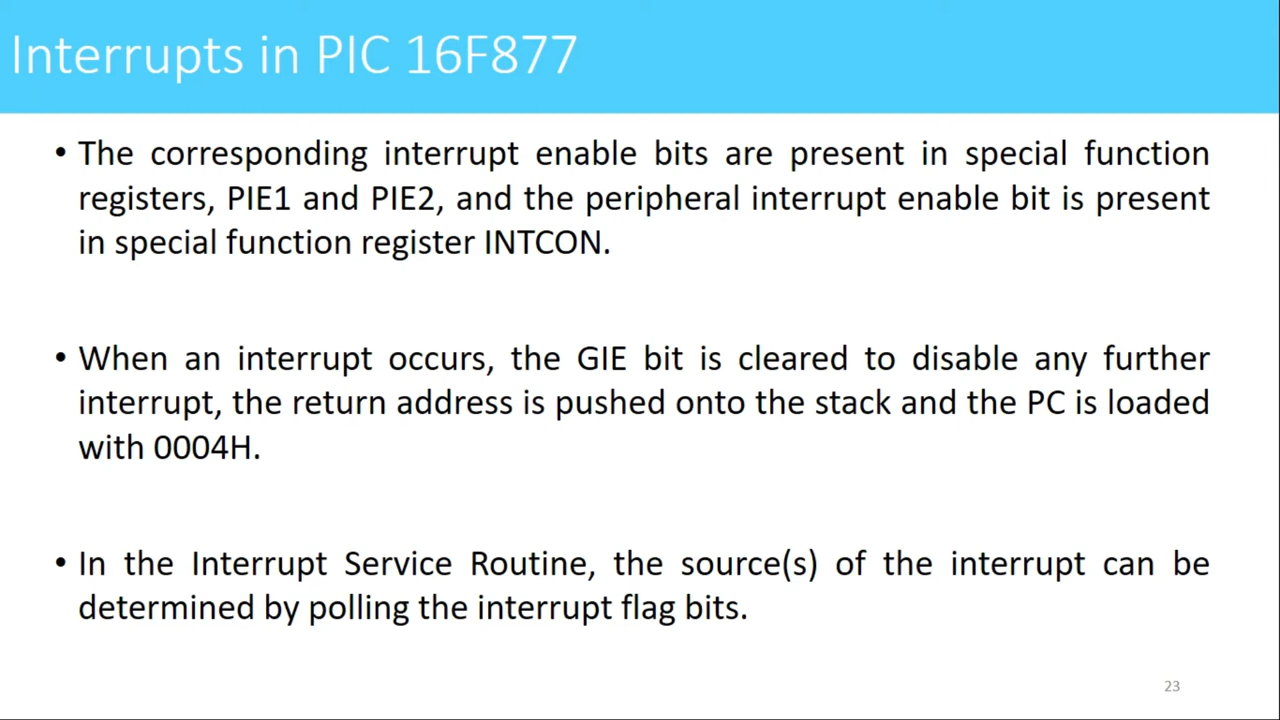 Interrupts in PIC 16F877
• The corresponding interrupt enable bits are present in special function
registers, PIE1 and PIE2, and the peripheral interrupt enable bit is present
in special function register INTCON.
• When an interrupt occurs, the GIE bit is cleared to disable any further
interrupt, the return address is pushed onto the stack and the PC is loaded
with 0004H.
• In the Interrupt Service Routine, the source(s) of the interrupt can be
determined by polling the interrupt flag bits.
23